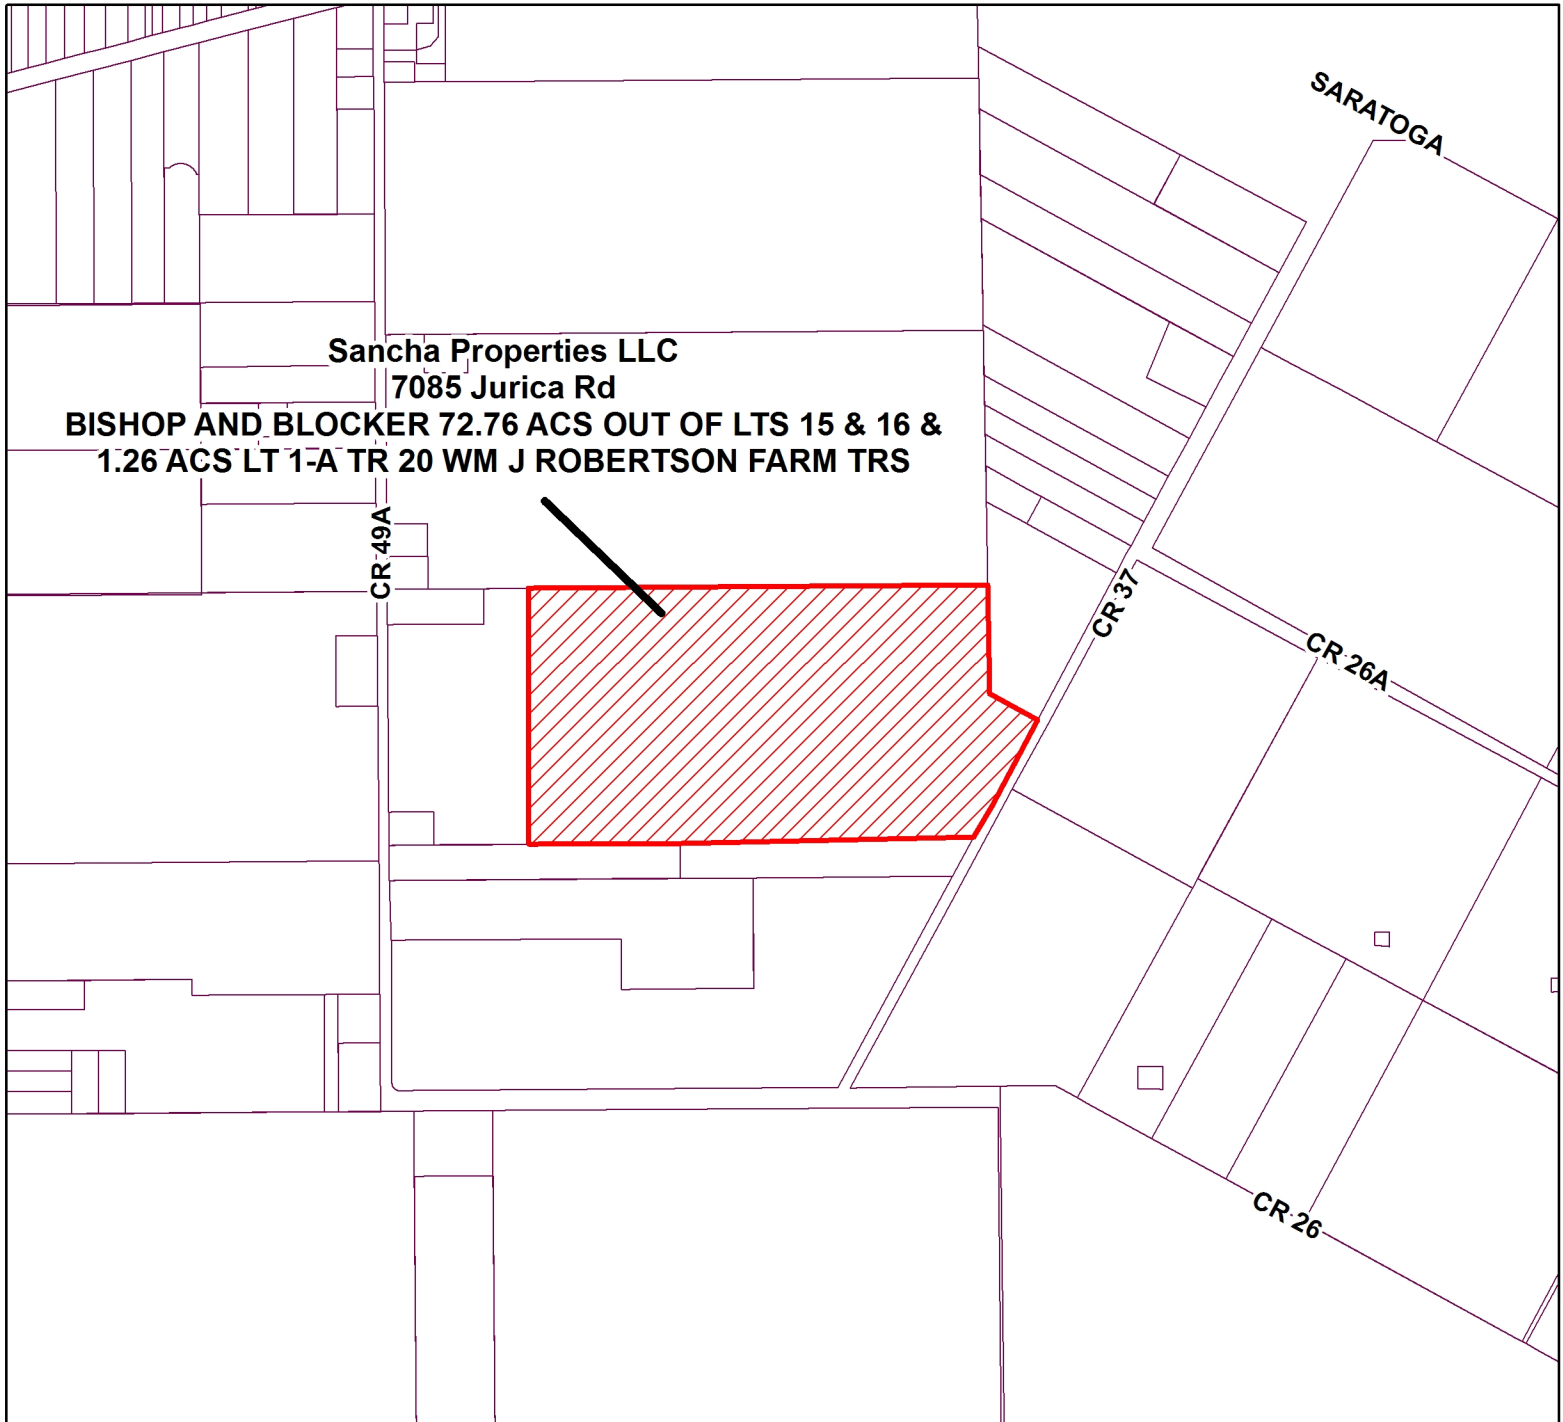 SARATOGA
Sancha Properties LLC
7085 Jurica Rd
BISHOP AND BLOCKER 72.76 ACS OUT OF LTS 15 & 16 &
1.26 ACS LT 1-A TR 20 WM J ROBERTSON FARM TRS
CR 49A
CR 37
CR 26A
CR 26